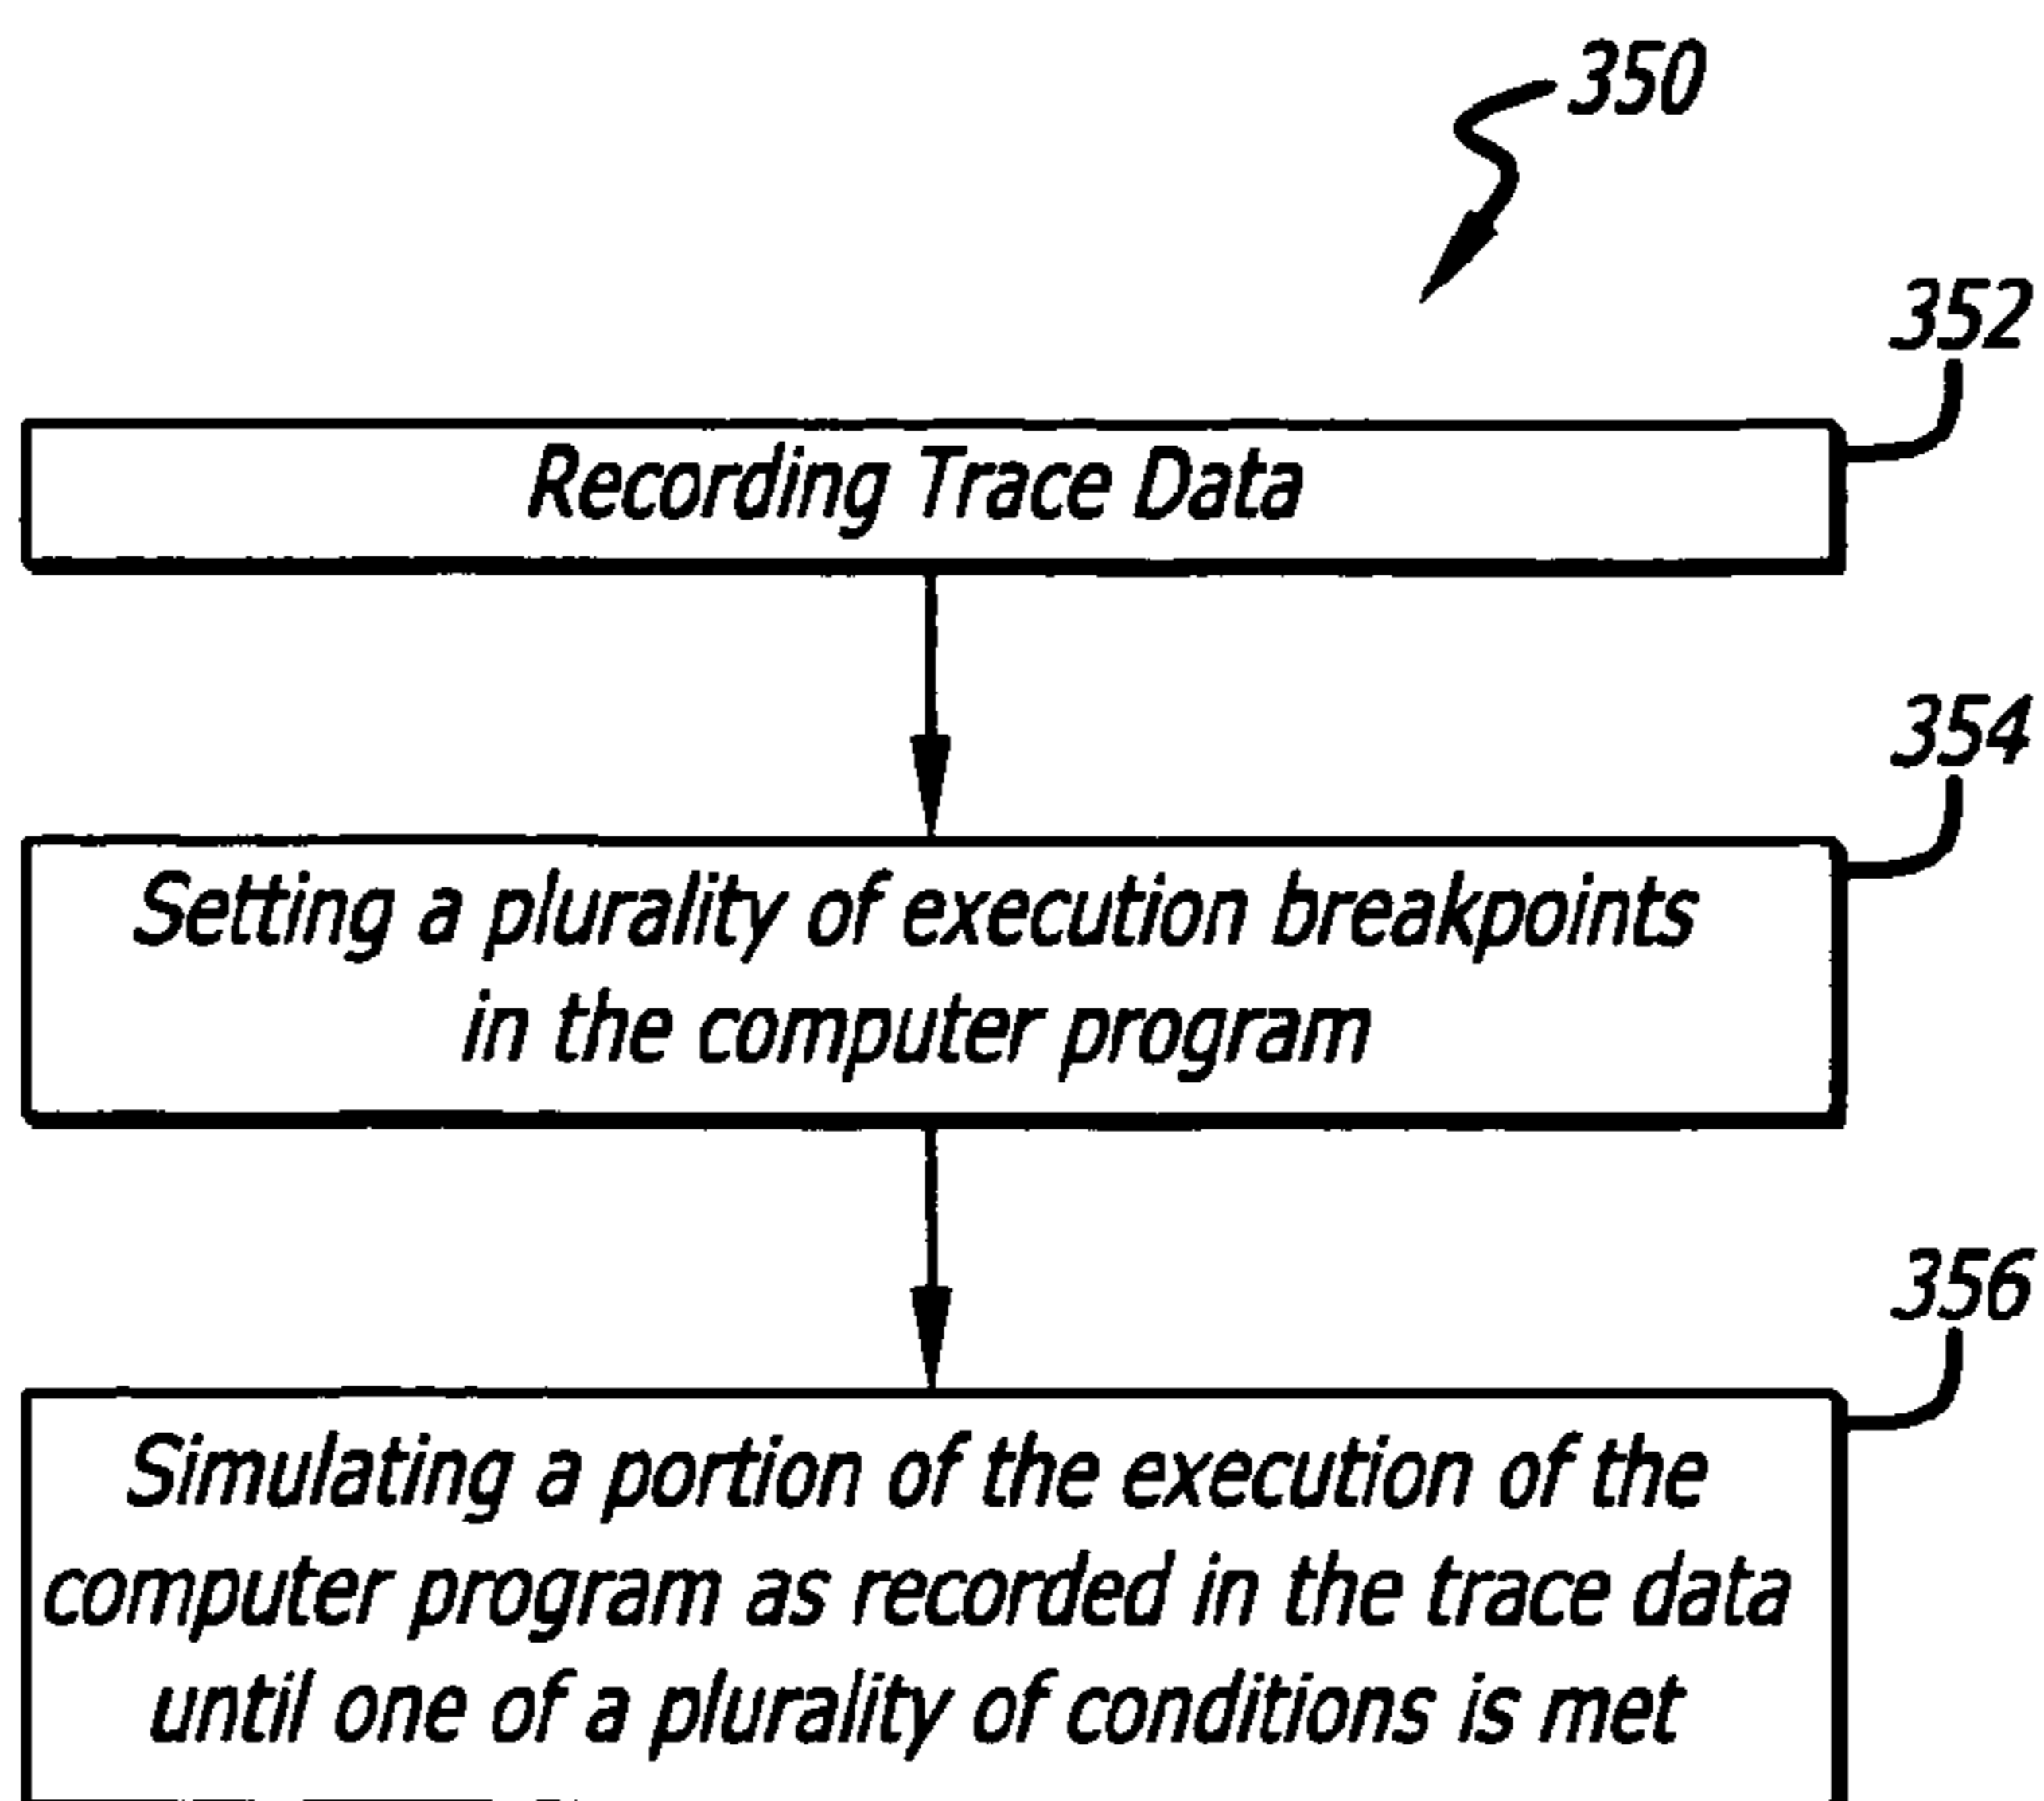 350
352
Recording Trace Data
354
Setting a plurality of execution breakpoints
in the computer program
356
Simulating a portion of the execution of the
computer program as recorded in the trace data
until one of a plurality of conditions is met